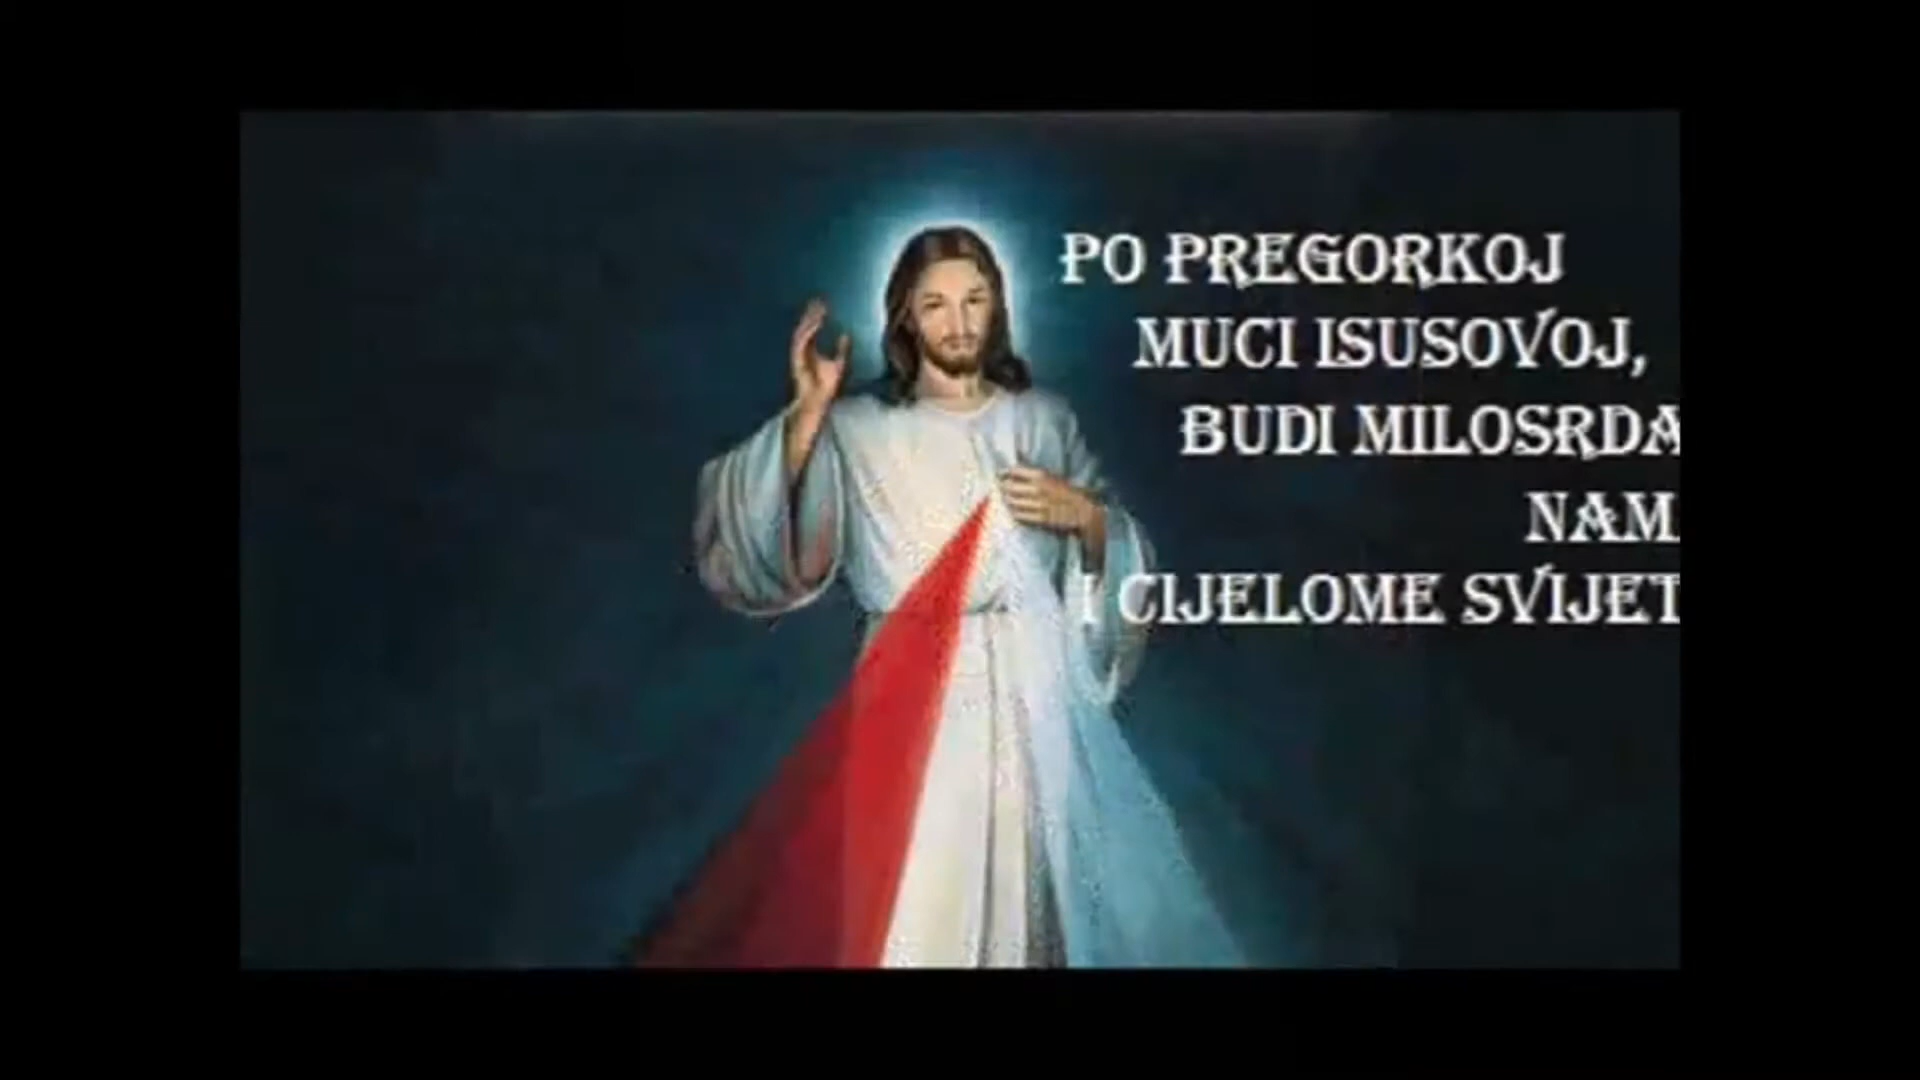 PO PREGORKOJ
MUCI ISUSOVOJ,
BUDI MILOSRDA
NAM
I CIJELOME SVIJET